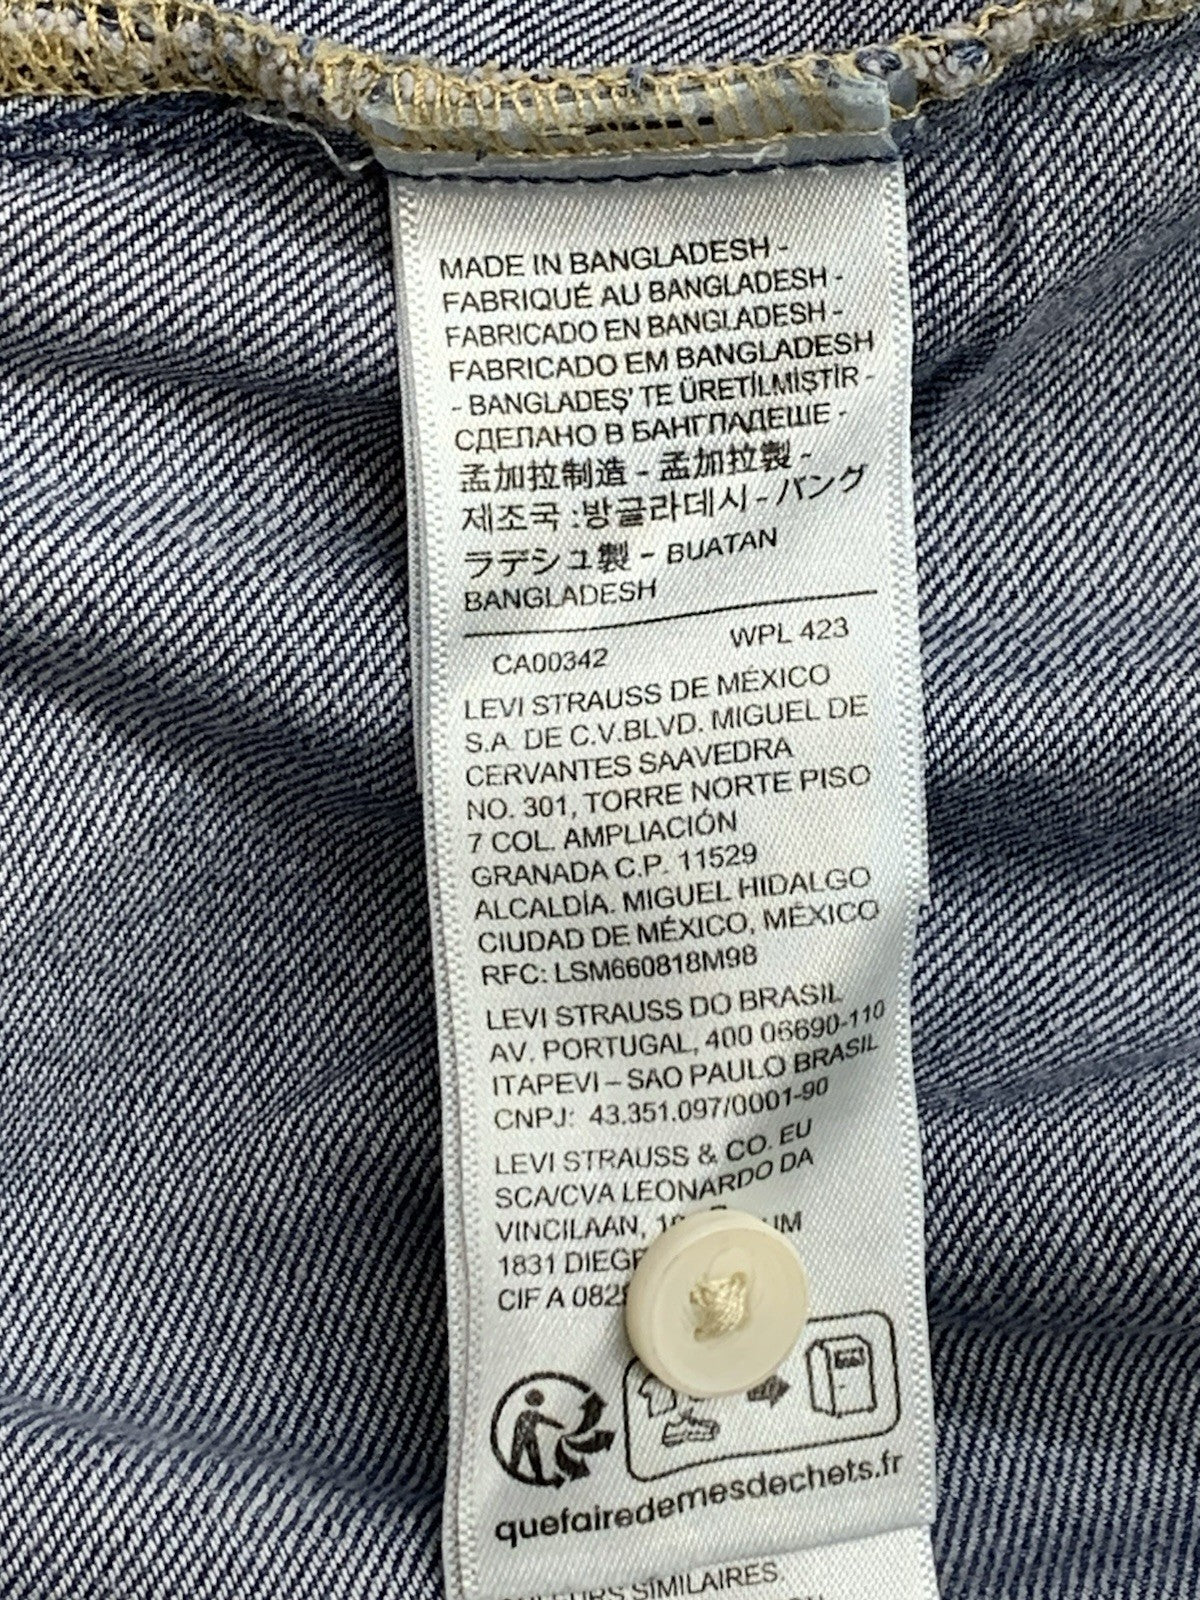 MADE IN BANGLADESH -
FABRIQUÉ AU BANGLADESH -
FABRICADO EN BANGLADESH -
FABRICADO EM BANGLADESH
- BANGLADEŞ' TE ÜRETİLMİŞTİR -
СДЕЛАНО В БАНГЛАДЕШЕ -
孟加拉制造 - 孟加拉製 -
제조국 :방글라데시 - バング
ラデシュ製 - BUATAN
BANGLADESH
CA00342 WPL 423
LEVI STRAUSS DE MÉXICO
S.A. DE C.V.BLVD. MIGUEL DE
CERVANTES SAAVEDRA
NO. 301, TORRE NORTE PISO
7 COL. AMPLIACIÓN
GRANADA C.P. 11529
ALCALDÍA. MIGUEL HIDALGO
CIUDAD DE MÉXICO, MÉXICO
RFC: LSM660818M98
LEVI STRAUSS DO BRASIL
AV. PORTUGAL, 400 06690-110
ITAPEVI – SAO PAULO BRASIL
CNPJ: 43.351.097/0001-90
LEVI STRAUSS & CO. EU
SCA/CVA LEONARDO DA
VINCILAAN,
1831
CIF A
quefairedemesdechets.fr
SIMILAIRES